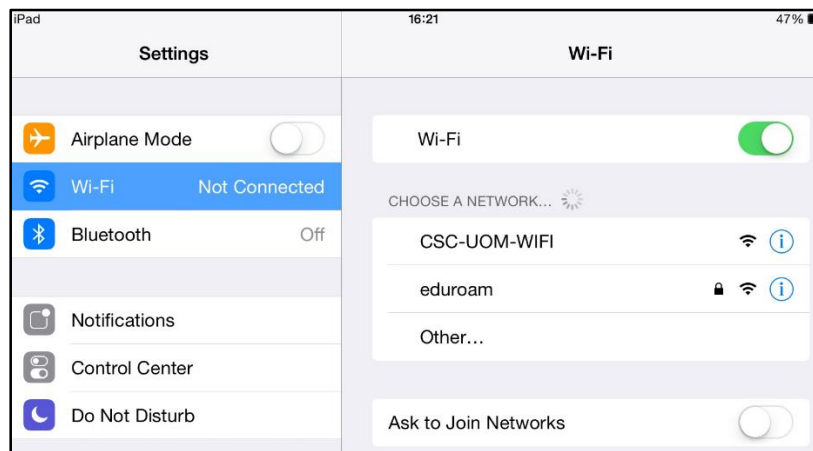 iPad 16:21 47%
Settings
Wi-Fi
Airplane Mode
Wi-Fi Not Connected
Bluetooth Off
Notifications
Control Center
Do Not Disturb
Wi-Fi
CHOOSE A NETWORK...
CSC-UOM-WIFI
eduroam
Other...
Ask to Join Networks